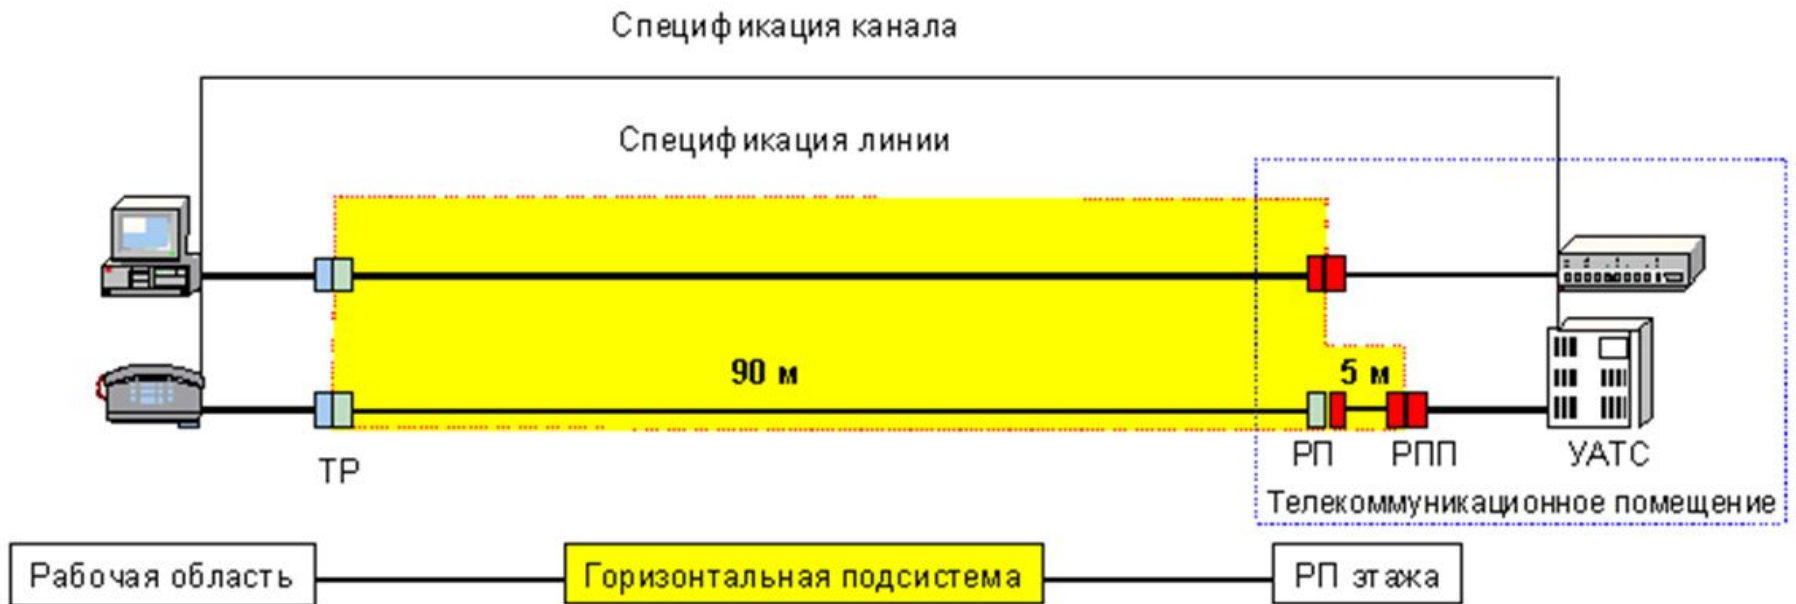 Спецификация канала
Спецификация линии
90 м
5 м
ТР
РП
РПП
УАТС
Телекоммуникационное помещение
Рабочая область
Горизонтальная подсистема
РП этажа